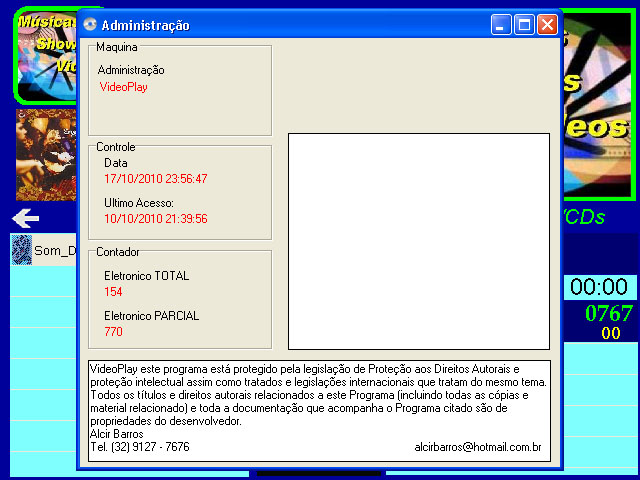 Músicas
Show
Vi
Administração
Maquina
Administração
VideoPlay
Controle
Data
17/10/2010 23:56:47
Ultimo Acesso:
10/10/2010 21:39:56
Contador
Eletronico TOTAL
154
Eletronico PARCIAL
770
VideoPlay este programa está protegido pela legislação de Proteção aos Direitos Autorais e
proteção intelectual assim como tratados e legislações internacionais que tratam do mesmo tema.
Todos os títulos e direitos autorais relacionados a este Programa (incluindo todas as cópias e
material relacionado) e toda a documentação que acompanha o Programa citado são de
propriedades do desenvolvedor.
Alcir Barros
Tel. (32) 9127 - 7676
alcirbarros@hotmail.com.br
s
s
eos
/CDs
Som_D
00:00
0767
00